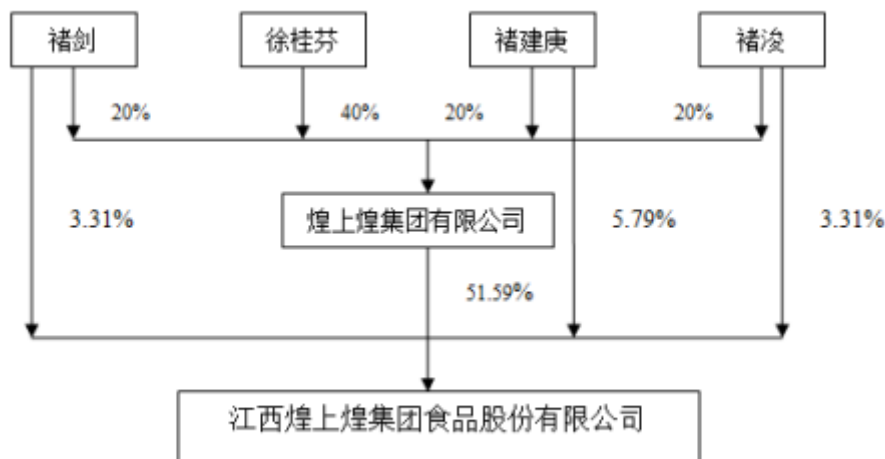 褚剑 徐桂芬 褚建庚 褚浚
20% 40% 20% 20%
3.31% 煌上煌集团有限公司 5.79% 3.31%
51.59%
江西煌上煌集团食品股份有限公司